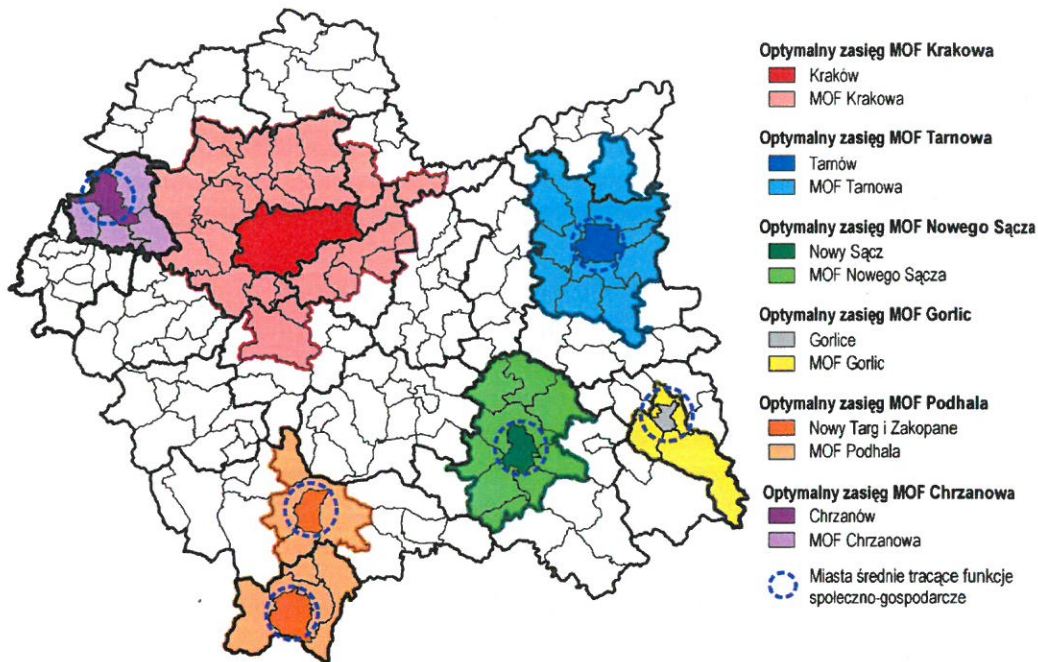 Optymalny zasięg MOF Krakowa
Kraków
MOF Krakowa
Optymalny zasięg MOF Tarnowa
Tarnów
MOF Tarnowa
Optymalny zasięg MOF Nowego Sącza
Nowy Sącz
MOF Nowego Sącza
Optymalny zasięg MOF Gorlic
Gorlice
MOF Gorlic
Optymalny zasięg MOF Podhala
Nowy Targ i Zakopane
MOF Podhala
Optymalny zasięg MOF Chrzanowa
Chrzanów
MOF Chrzanowa
Miasta średnie tracące funkcje
społeczno-gospodarcze